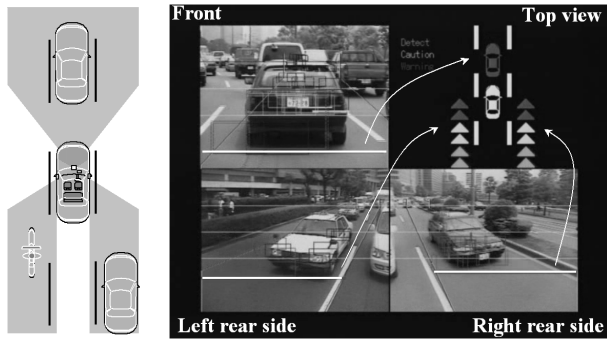 Front
Top view
Detect
Caution
Warning
Left rear side
Right rear side